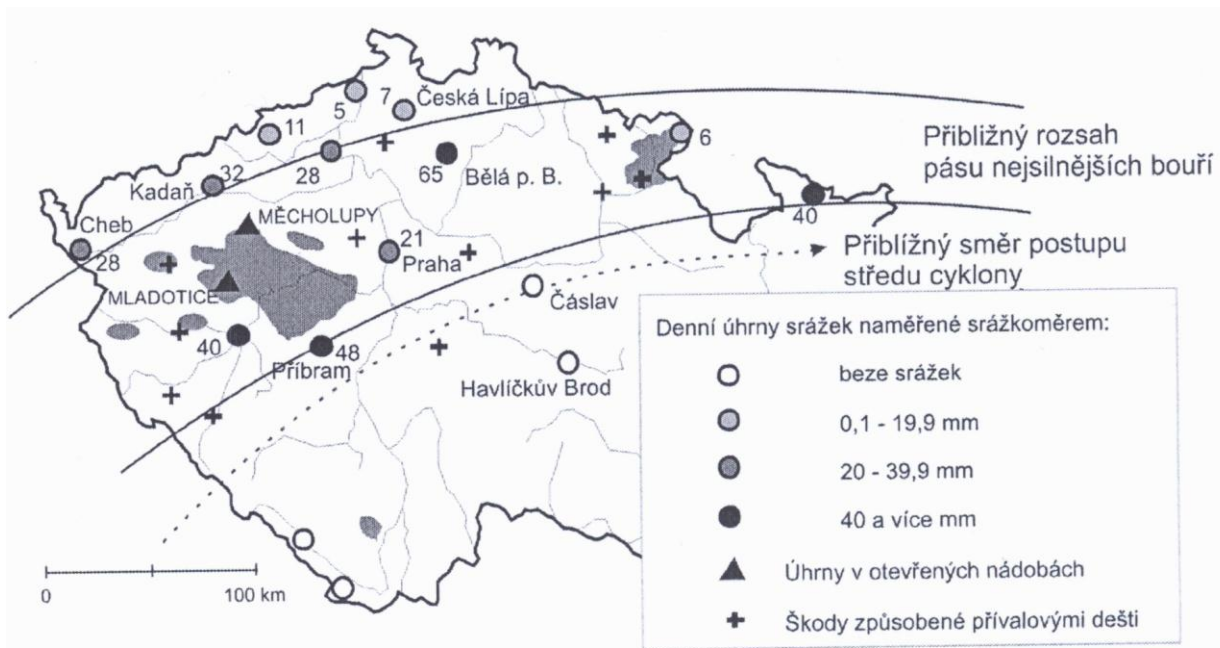 5
7
Česká Lípa
11
6
Přibližný rozsah
pásu nejsilnějších bouří
28
65
Bělá p. B.
32
Kadaň
40
Cheb
MĚCHOLUPY
28
21
Praha
Přiblížný směr postupu
středu cyklony
MLADOTICE
Čáslav
40
48
Příbram
Havlíčkův Brod
Denní úhrny srážek naměřené srážkoměrem:
beze srážek
0,1 - 19,9 mm
20 - 39,9 mm
40 a více mm
Úhrny v otevřených nádobách
Škody způsobené přívalovými dešti
0
100 km